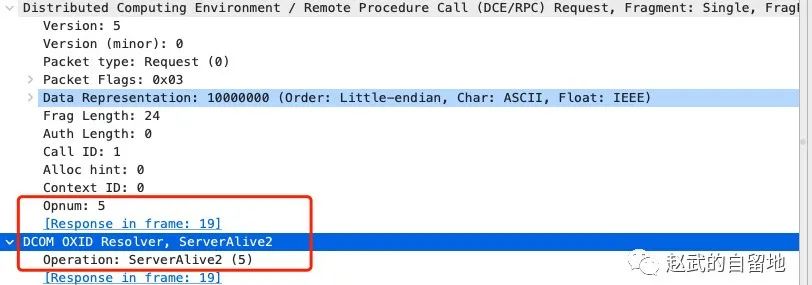 Distributed Computing Environment / Remote Procedure Call (DCE/RPC) Request, Fragment: Single, Frag
Version: 5
Version (minor): 0
Packet type: Request (0)
Packet Flags: 0x03
Data Representation: 10000000 (Order: Little-endian, Char: ASCII, Float: IEEE)
Frag Length: 24
Auth Length: 0
Call ID: 1
Alloc hint: 0
Context ID: 0
Opnum: 5
[Response in frame: 19]
DCOM OXID Resolver, ServerAlive2
Operation: ServerAlive2 (5)
[Response in frame: 19]
赵武的自留地